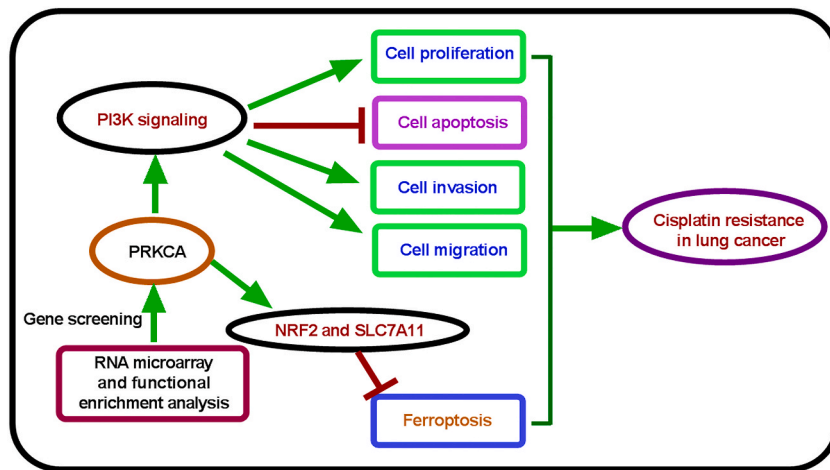 Cell proliferation
PI3K signaling
Cell apoptosis
Cell invasion
Cell migration
Cisplatin resistance
in lung cancer
PRKCA
Gene screening
NRF2 and SLC7A11
RNA microarray
and functional
enrichment analysis
Ferroptosis